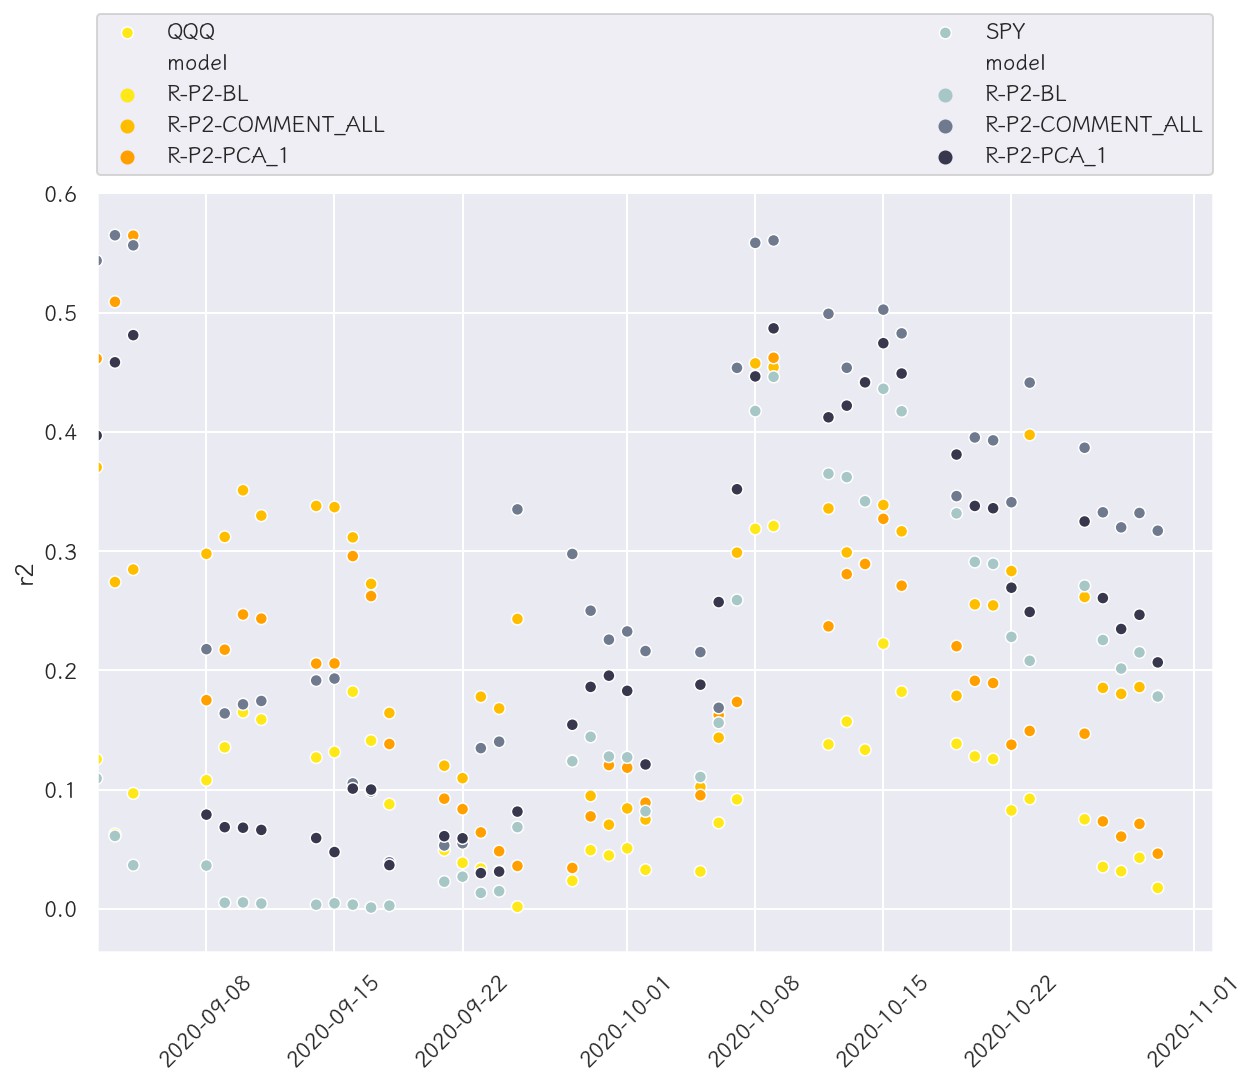 QQQ
model
R-P2-BL
R-P2-COMMENT_ALL
R-P2-PCA_1
SPY
model
R-P2-BL
R-P2-COMMENT_ALL
R-P2-PCA_1
0.6
0.5
0.4
0.3
0.2
0.1
0.0
r2
2020-09-08
2020-09-15
2020-09-22
2020-10-01
2020-10-08
2020-10-15
2020-10-22
2020-11-01